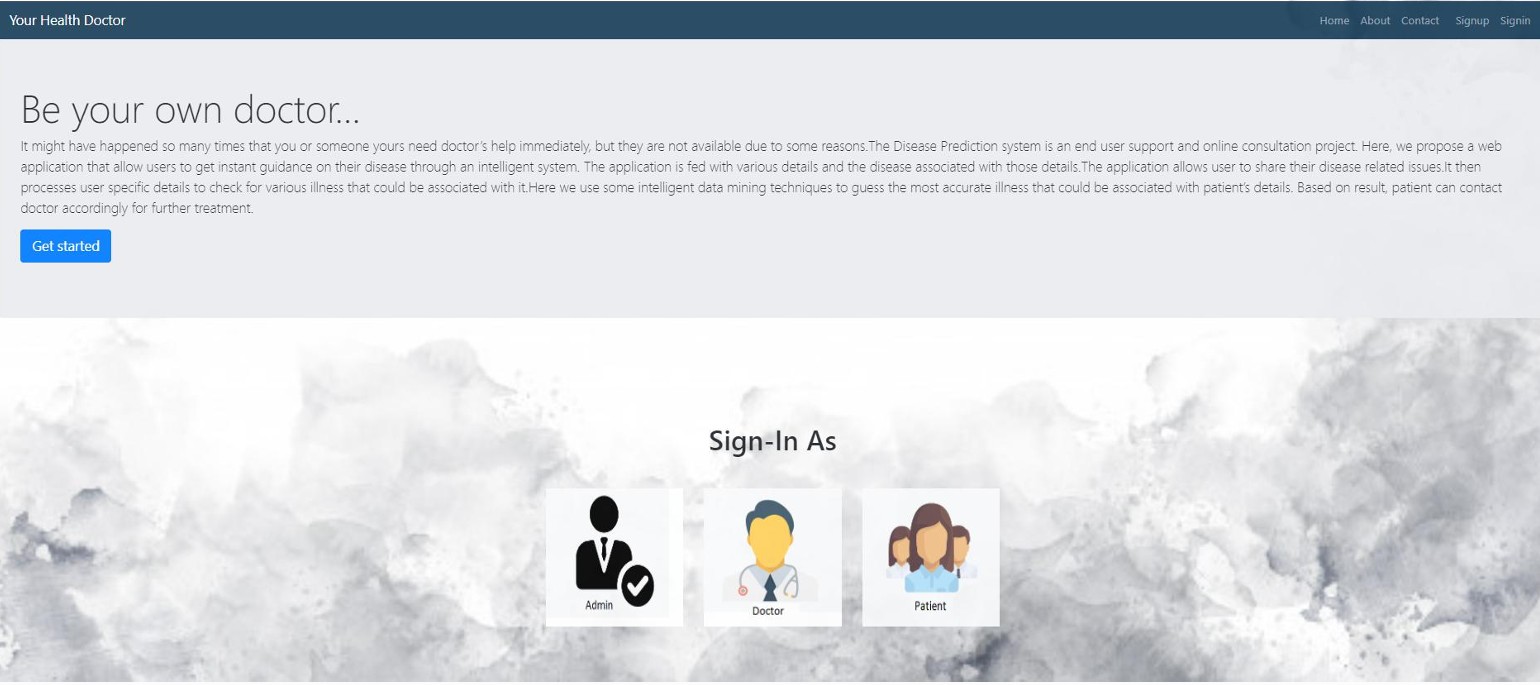 Your Health Doctor
Home About Contact Signup Signin
Be your own doctor...
It might have happened so many times that you or someone yours need doctor's help immediately, but they are not available due to some reasons.The Disease Prediction system is an end user support and online consultation project. Here, we propose a web
application that allow users to get instant guidance on their disease through an intelligent system. The application is fed with various details and the disease associated with those details.The application allows user to share their disease related issues.It then
processes user specific details to check for various illness that could be associated with it.Here we use some intelligent data mining techniques to guess the most accurate illness that could be associated with patient's details. Based on result, patient can contact
doctor accordingly for further treatment.
Get started
Sign-In As
Admin
Doctor
Patient